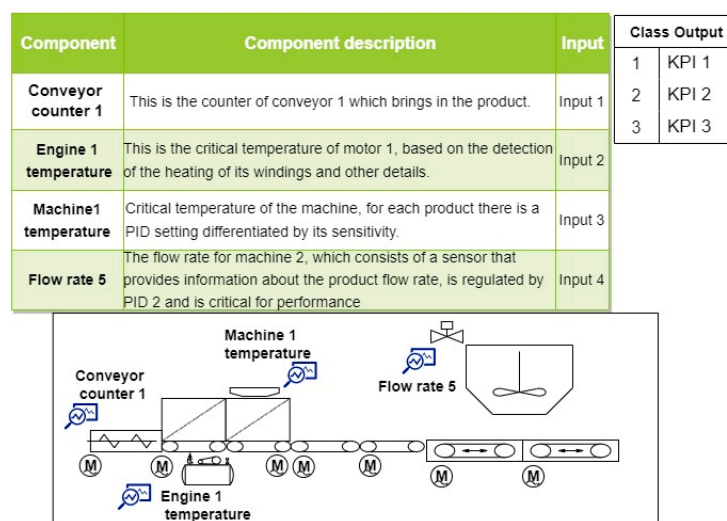 Component Component description Input
Conveyor
counter 1
This is the counter of conveyor 1 which brings in the product.
Input 1
Engine 1
temperature
This is the critical temperature of motor 1, based on the detection
of the heating of its windings and other details.
Input 2
Machine1
temperature
Critical temperature of the machine, for each product there is a
PID setting differentiated by its sensitivity.
Input 3
Flow rate 5
The flow rate for machine 2, which consists of a sensor that
provides information about the product flow rate, is regulated by
PID 2 and is critical for performance
Input 4
Class Output
1 KPI 1
2 KPI 2
3 KPI 3
Machine 1
temperature
Conveyor
counter 1
Flow rate 5
M M M M M M M
Engine 1
temperature